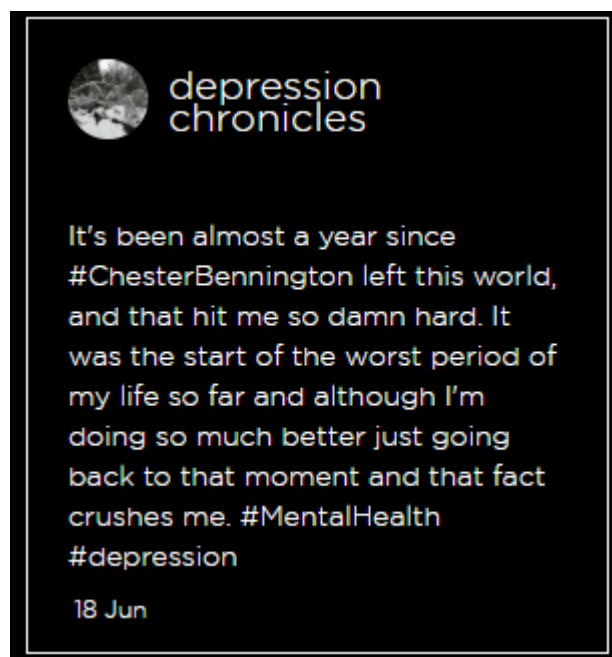 depression
chronicles
It's been almost a year since
#ChesterBennington left this world,
and that hit me so damn hard. It
was the start of the worst period of
my life so far and although I'm
doing so much better just going
back to that moment and that fact
crushes me. #MentalHealth
#depression
18 Jun